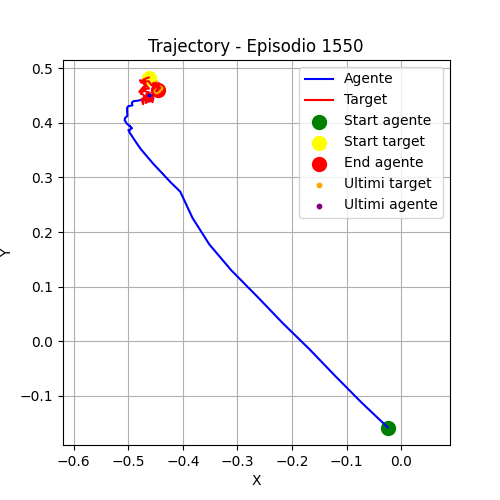 Trajectory - Episodio 1550
Agente
Target
Start agente
Start target
End agente
Ultimi target
Ultimi agente
0.5
0.4
0.3
0.2
0.1
0.0
−0.1
Y
−0.6
−0.5
−0.4
−0.3
−0.2
−0.1
0.0
X